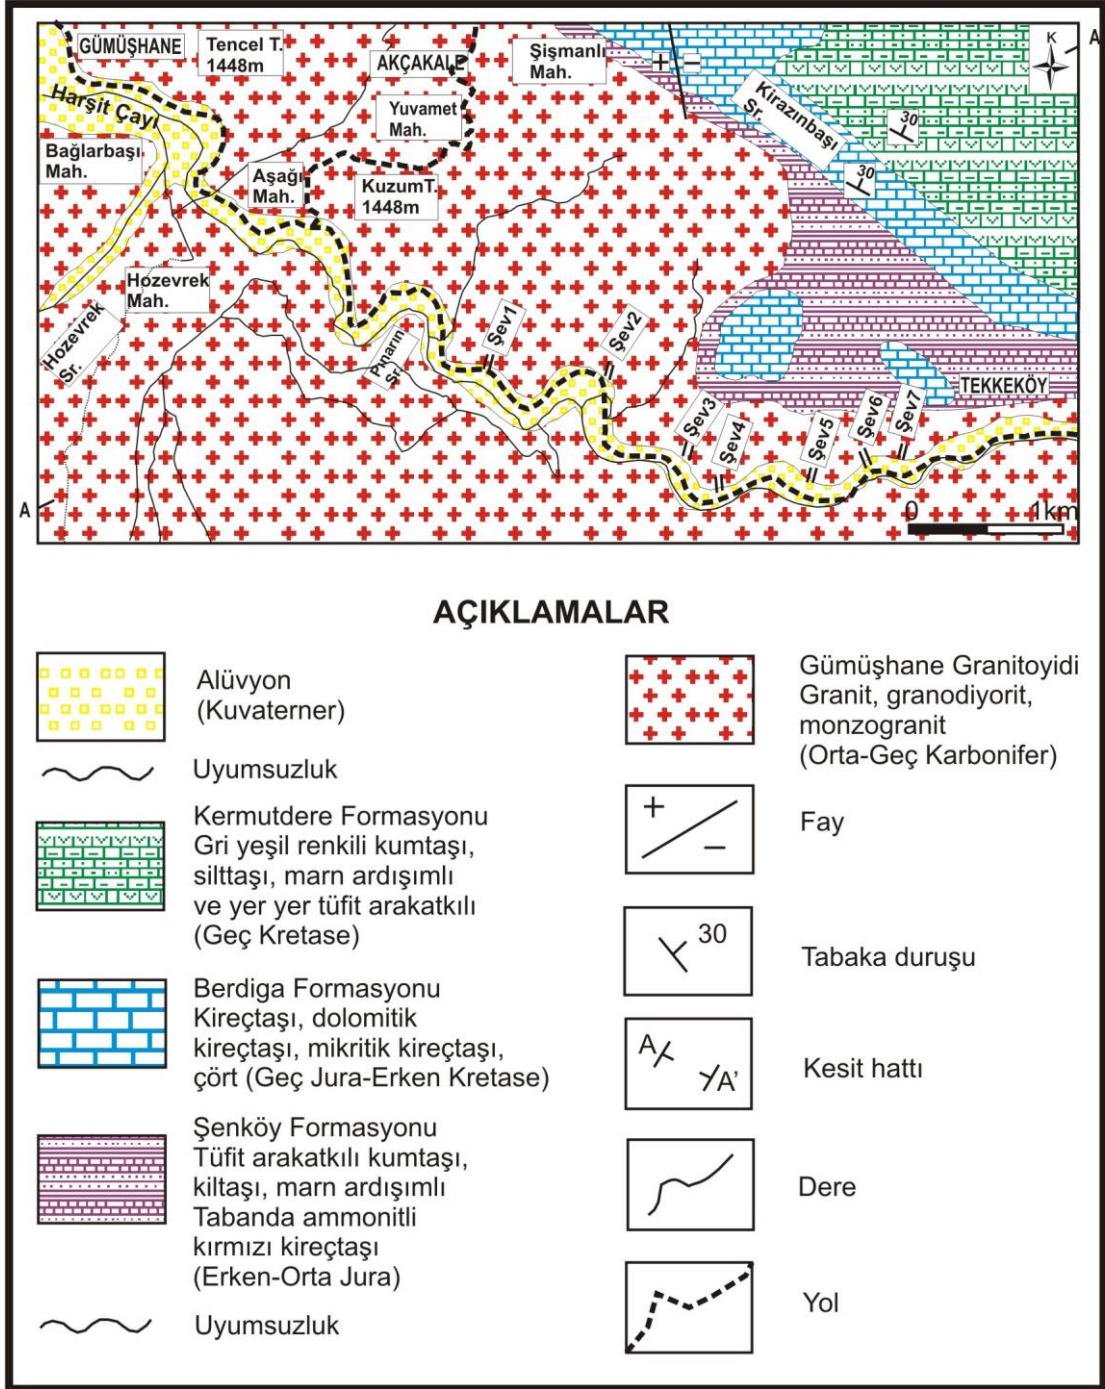 GÜMÜŞHANE
Tencel T.
1448m
AKÇAKALE
Şişmanlı
Mah.
+
−
K
A
Harşit Çayı
Yuvamet
Mah.
Kirazınbaşı
Sr.
30
30
Bağlarbaşı
Mah.
Aşağı
Mah.
Kuzum T.
1448m
Hozevrek
Mah.
Hozevrek
Sr.
Pınarın
Sr.
Şev1
Şev2
Şev3
Şev4
Şev5
Şev6
Şev7
TEKKEKÖY
A
0 1km
AÇIKLAMALAR
Alüvyon
(Kuvaterner)
Uyumsuzluk
Kermutdere Formasyonu
Gri yeşil renkili kumtaşı,
silttaşı, marn ardışımlı
ve yer yer tüfit arakatkılı
(Geç Kretase)
Berdiga Formasyonu
Kireçtaşı, dolomitik
kireçtaşı, mikritik kireçtaşı,
çört (Geç Jura-Erken Kretase)
Şenköy Formasyonu
Tüfit arakatkılı kumtaşı,
kiltaşı, marn ardışımlı
Tabanda ammonitli
kırmızı kireçtaşı
(Erken-Orta Jura)
Uyumsuzluk
Gümüşhane Granitoyidi
Granit, granodiyorit,
monzogranit
(Orta-Geç Karbonifer)
+
−
Fay
30
Tabaka duruşu
A
A'
Kesit hattı
Dere
Yol